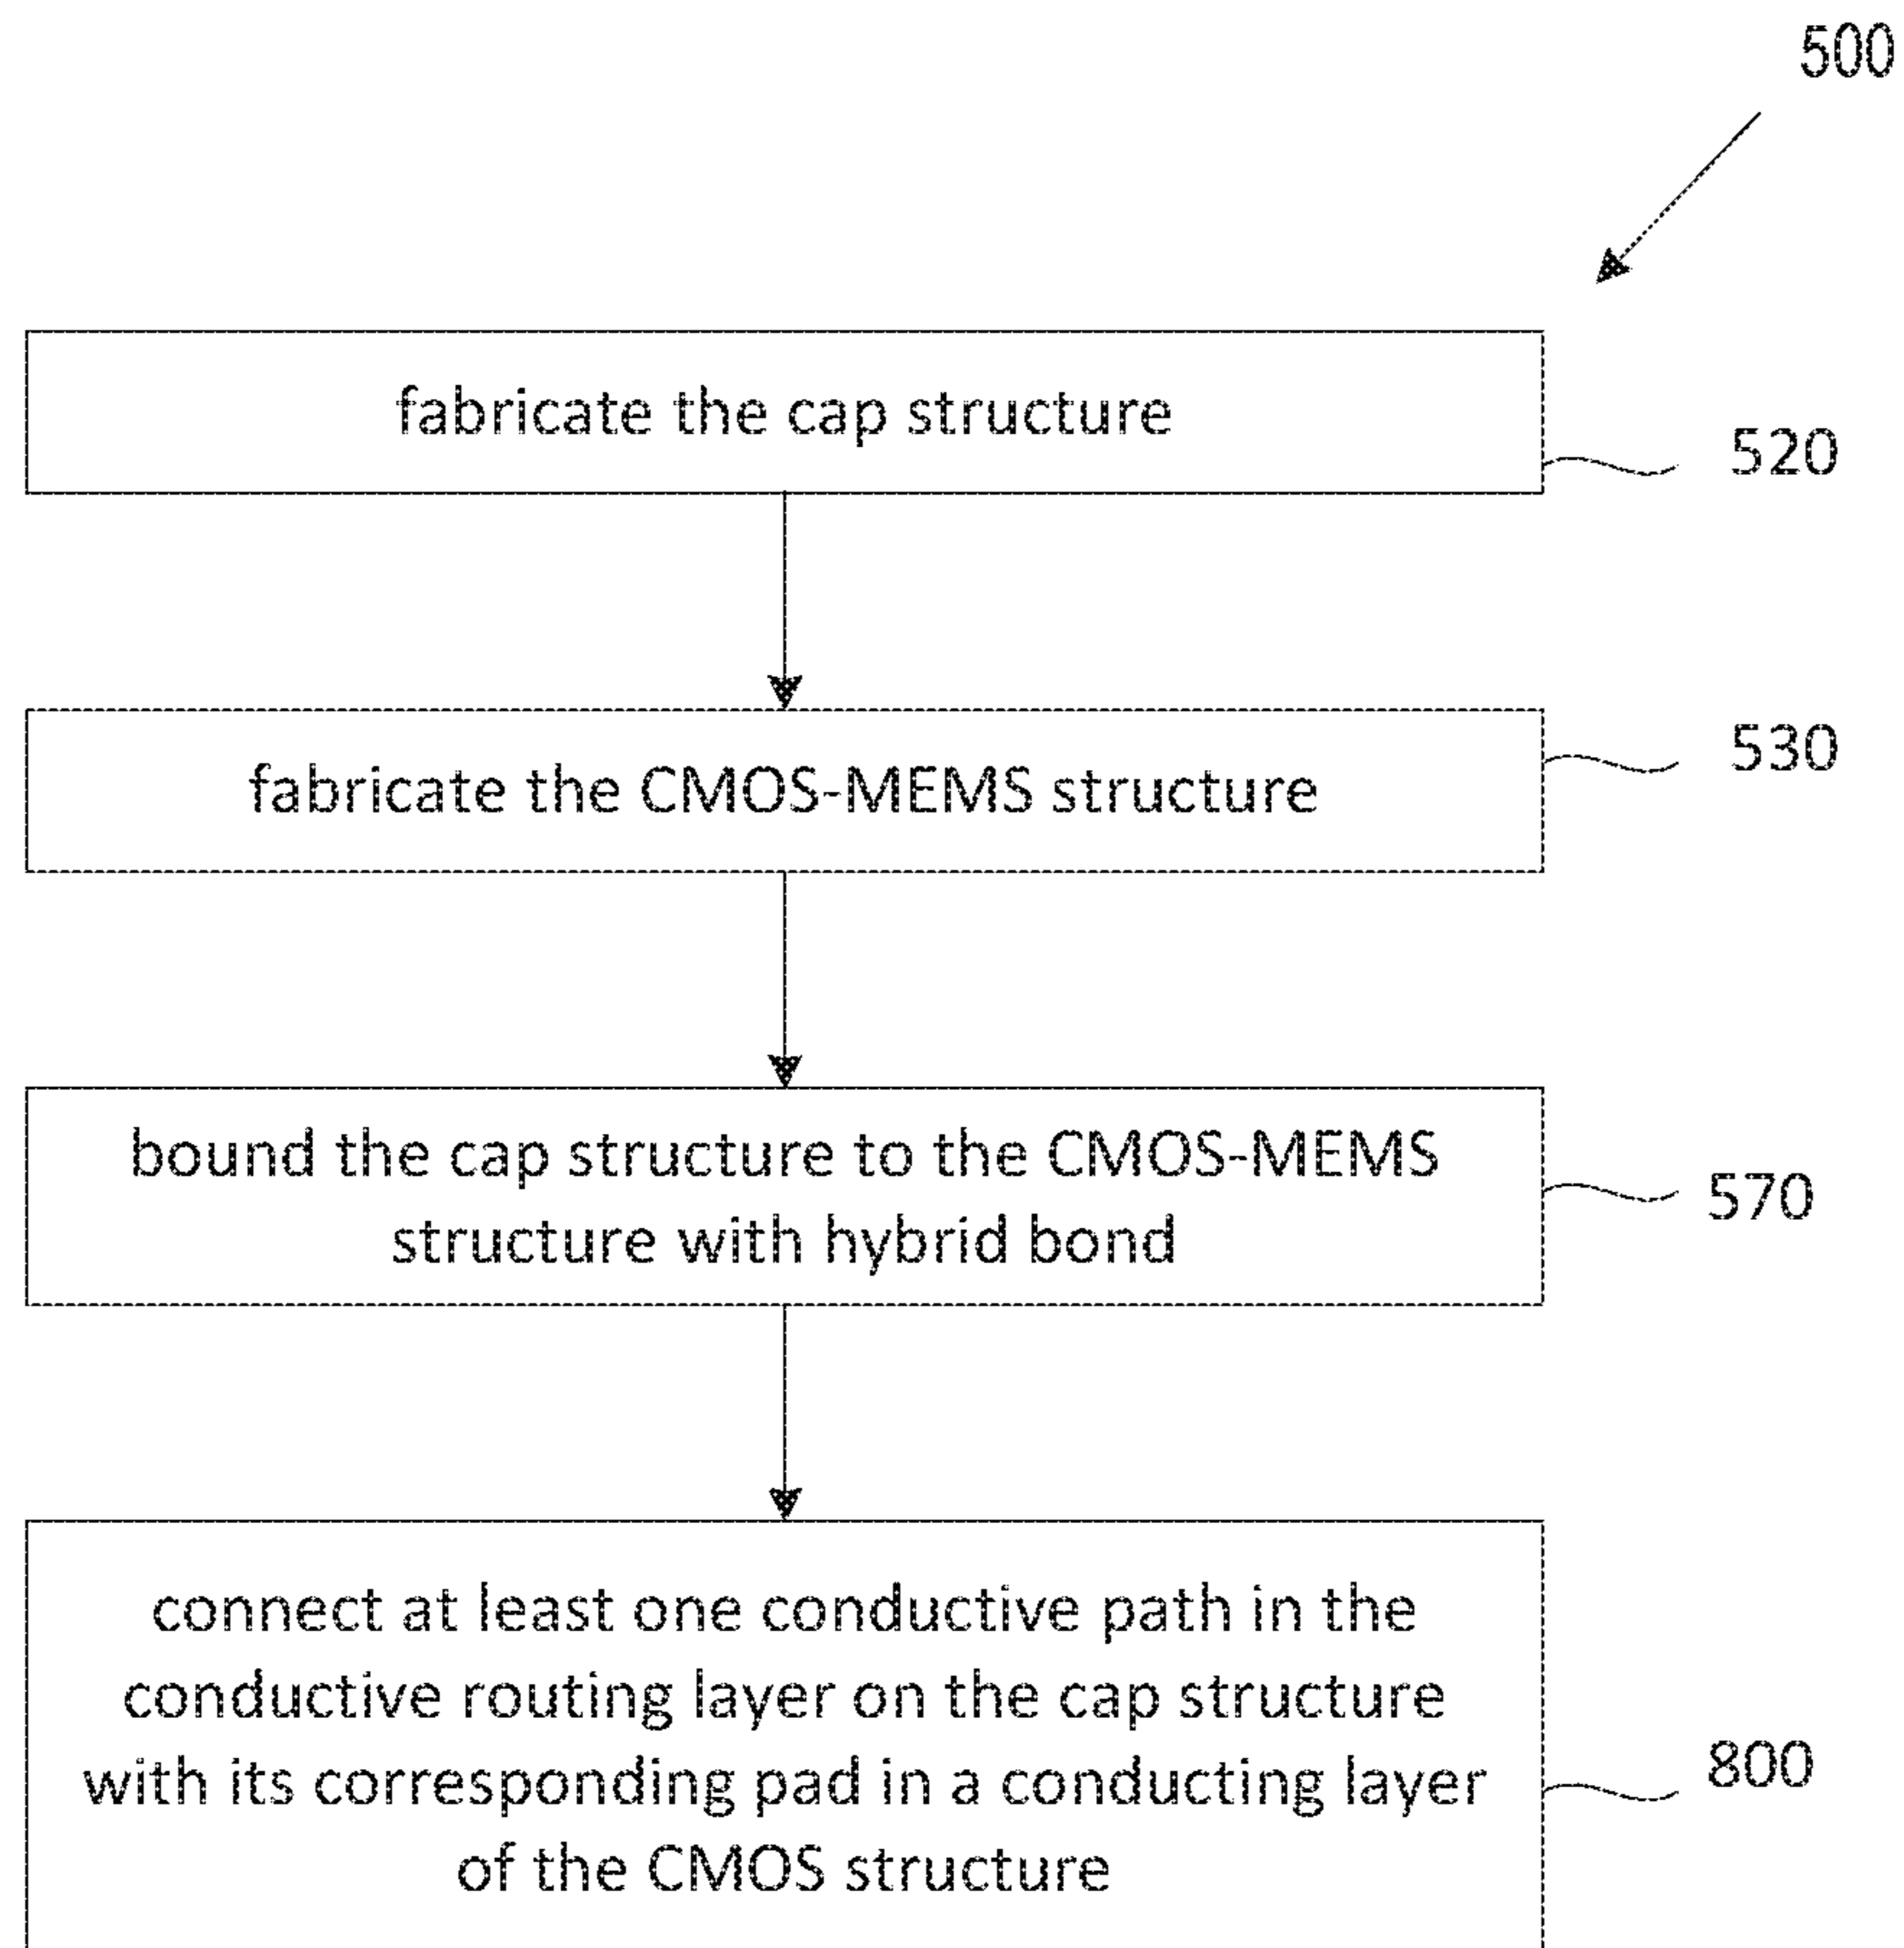 500
fabricate the cap structure
520
fabricate the CMOS-MEMS structure
530
bound the cap structure to the CMOS-MEMS
structure with hybrid bond
570
connect at least one conductive path in the
conductive routing layer on the cap structure
with its corresponding pad in a conducting layer
of the CMOS structure
800